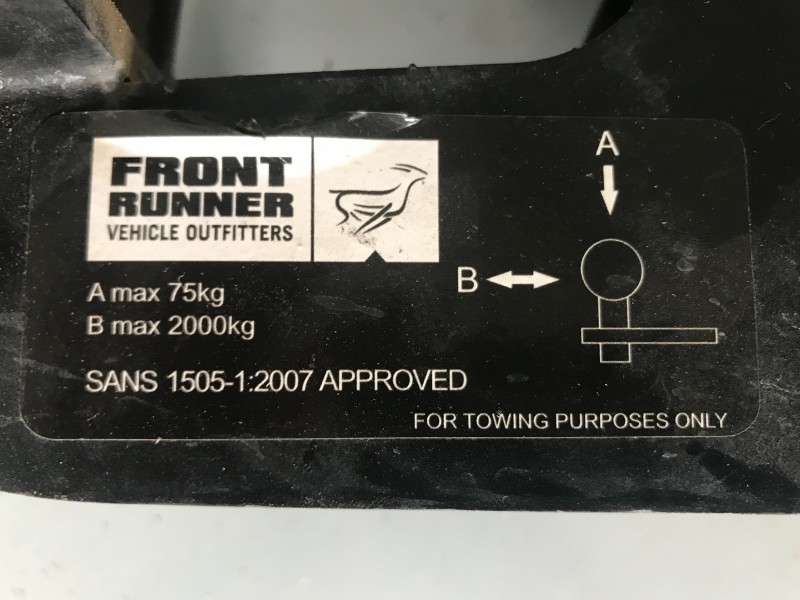 FRONT
RUNNER
VEHICLE OUTFITTERS
A max 75kg
B max 2000kg
SANS 1505-1:2007 APPROVED
FOR TOWING PURPOSES ONLY
A
B